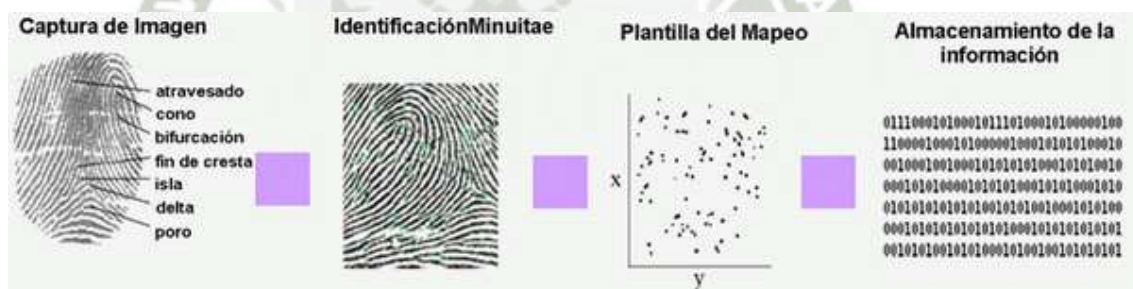 Captura de Imagen
atravesado
cono
bifurcación
fin de cresta
isla
delta
poro
IdentificaciónMinuitae
Plantilla del Mapeo
x
y
Almacenamiento de la
información
0111000101000101110100010100000100
1100001000101000001000101010100010
0010001001000101010101000101010010
0001010100001010101000101010001010
0101010101010100101010010001010100
0001010101010101010001010101010101
0010101001010100010100100101010101